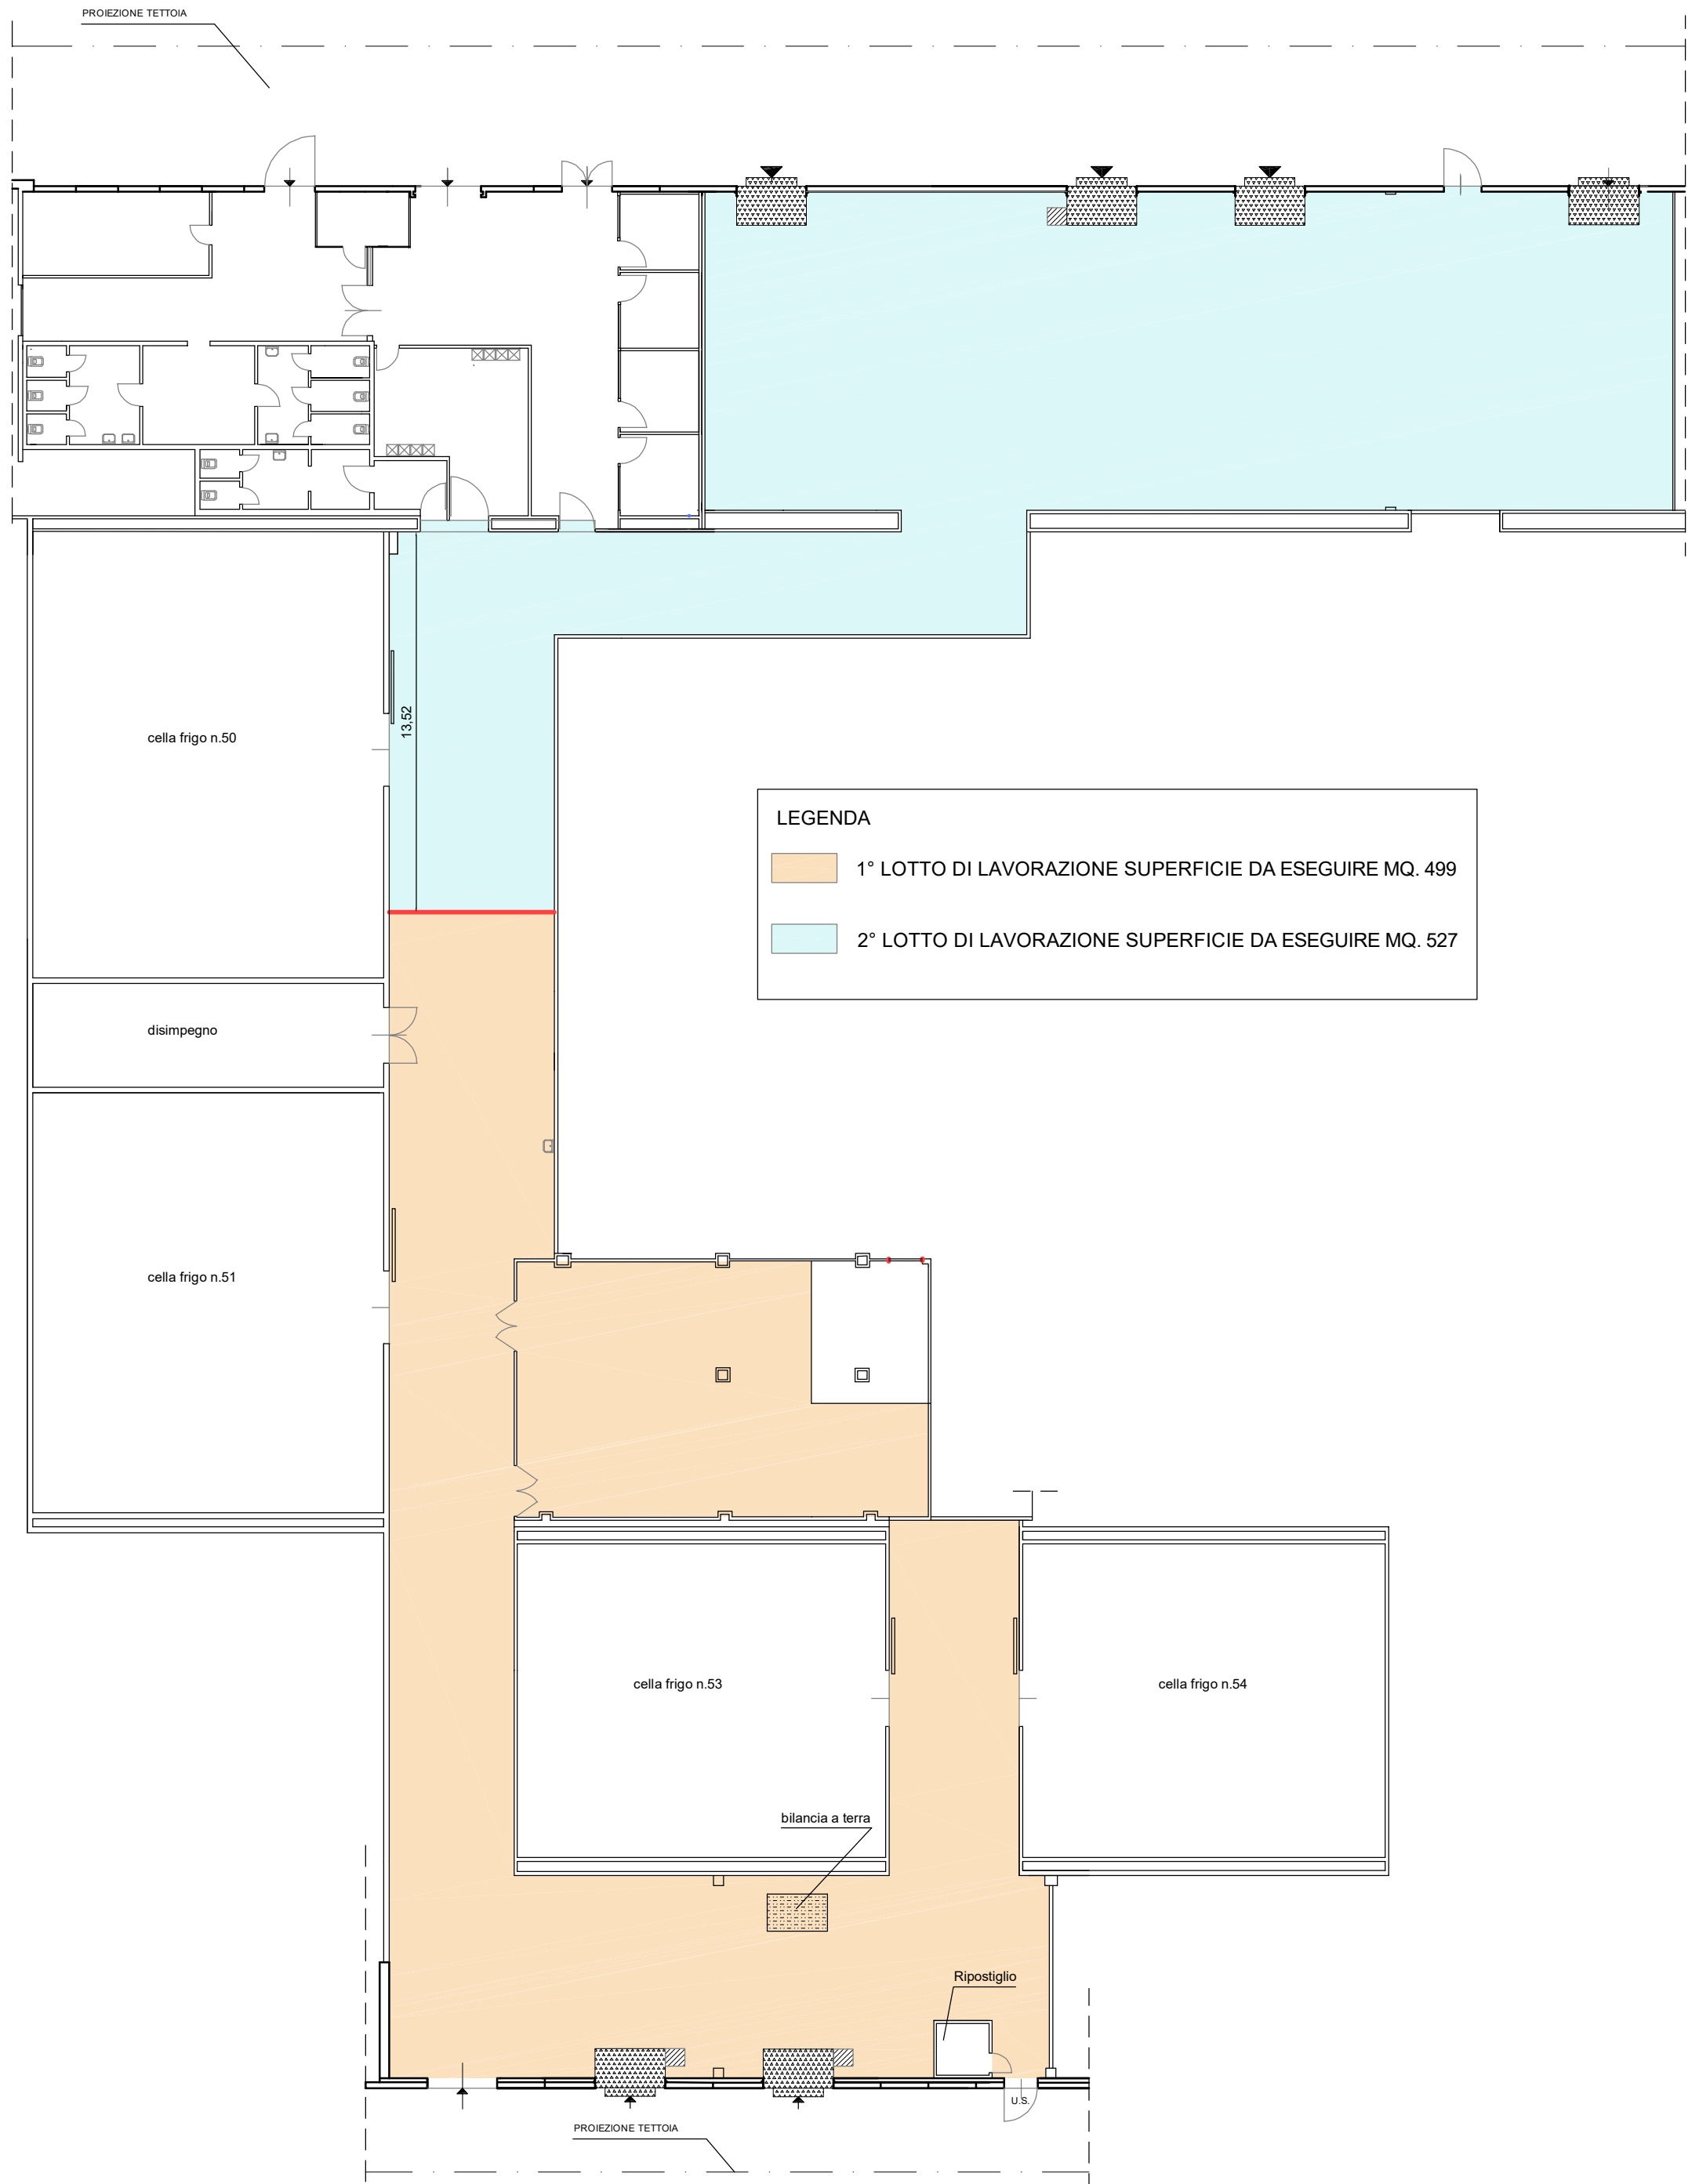 PROIEZIONE TETTOIA
cella frigo n.50
13,52
LEGENDA
1° LOTTO DI LAVORAZIONE SUPERFICIE DA ESEGUIRE MQ. 499
2° LOTTO DI LAVORAZIONE SUPERFICIE DA ESEGUIRE MQ. 527
disimpegno
cella frigo n.51
cella frigo n.53
cella frigo n.54
bilancia a terra
Ripostiglio
U.S.
PROIEZIONE TETTOIA